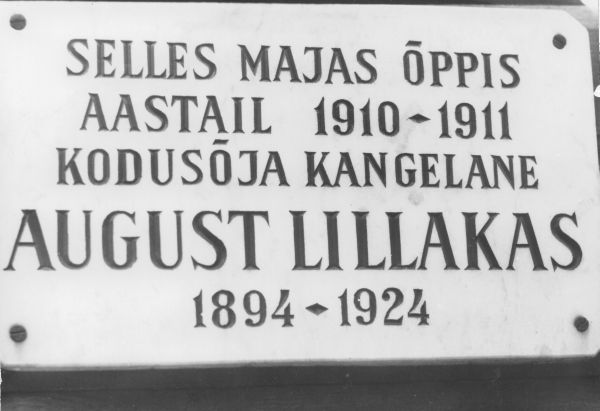 SELLES MAJAS ÕPPIS
AASTAIL 1910-1911
KODUSÕJA KANGELANE
AUGUST LILLAKAS
1894-1924